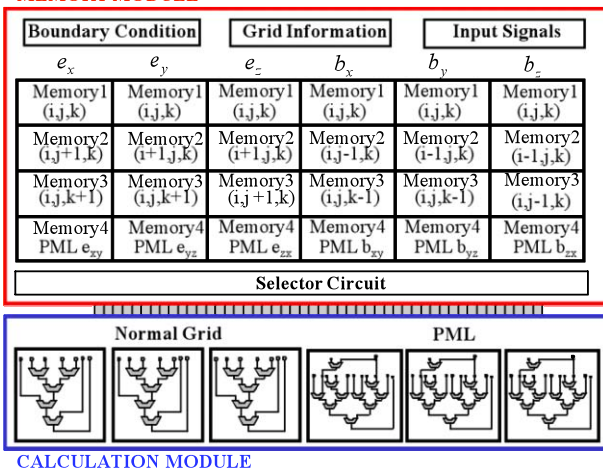 MEMORY MODULE
Boundary Condition Grid Information Input Signals
e_x e_y e_z b_x b_y b_z
Memory1 Memory1 Memory1 Memory1 Memory1 Memory1
(i,j,k) (i,j,k) (i,j,k) (i,j,k) (i,j,k) (i,j,k)
Memory2 Memory2 Memory2 Memory2 Memory2 Memory2
(i,j+1,k) (i+1,j,k) (i+1,j,k) (i,j-1,k) (i-1,j,k) (i-1,j,k)
Memory3 Memory3 Memory3 Memory3 Memory3 Memory3
(i,j,k+1) (i,j,k+1) (i,j+1,k) (i,j,k-1) (i,j,k-1) (i,j-1,k)
Memory4 Memory4 Memory4 Memory4 Memory4 Memory4
PML e_xy PML e_yz PML e_zx PML b_xy PML b_yz PML b_zx
Selector Circuit
Normal Grid PML
CALCULATION MODULE